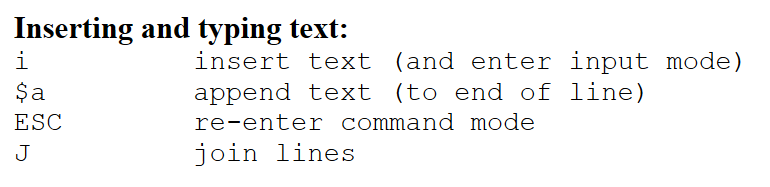 Inserting and typing text:
i insert text (and enter input mode)
$a append text (to end of line)
ESC re-enter command mode
J join lines